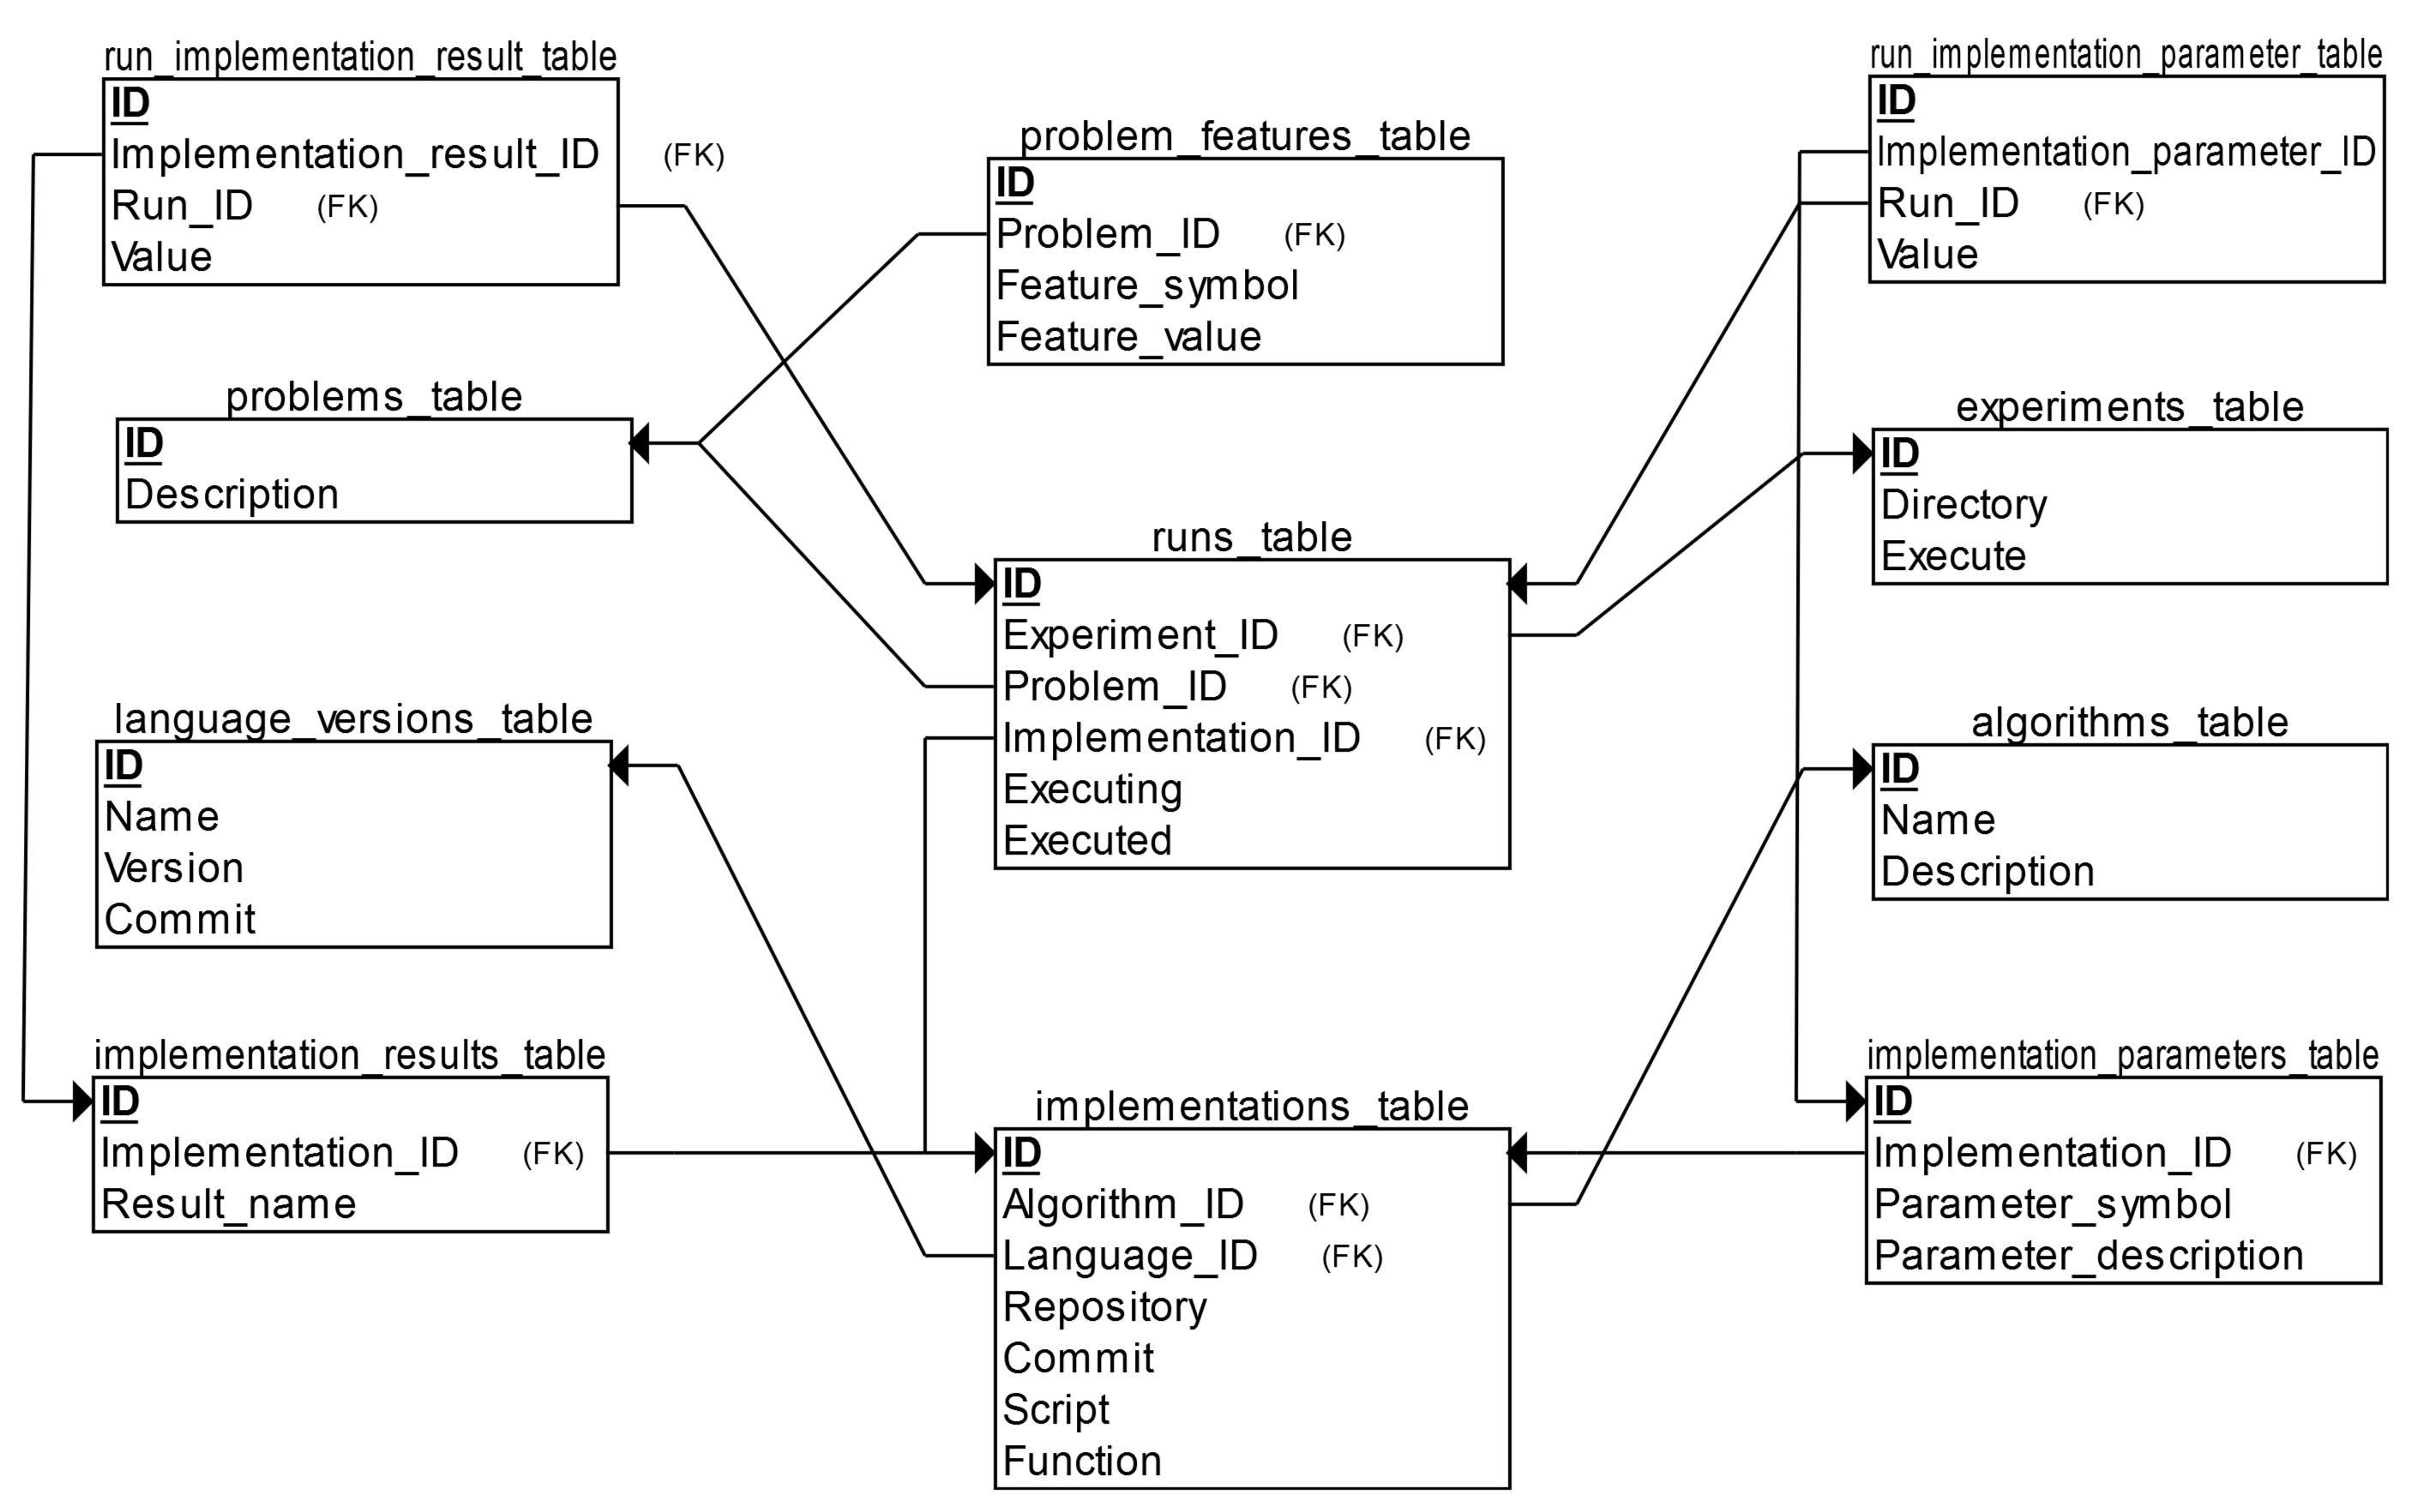 run_implementation_result_table
ID
Implementation_result_ID (FK)
Run_ID (FK)
Value
problem_features_table
ID
Problem_ID (FK)
Feature_symbol
Feature_value
run_implementation_parameter_table
ID
Implementation_parameter_ID
Run_ID (FK)
Value
problems_table
ID
Description
experiments_table
ID
Directory
Execute
runs_table
ID
Experiment_ID (FK)
Problem_ID (FK)
Implementation_ID (FK)
Executing
Executed
language_versions_table
ID
Name
Version
Commit
algorithms_table
ID
Name
Description
implementation_results_table
ID
Implementation_ID (FK)
Result_name
implementations_table
ID
Algorithm_ID (FK)
Language_ID (FK)
Repository
Commit
Script
Function
implementation_parameters_table
ID
Implementation_ID (FK)
Parameter_symbol
Parameter_description